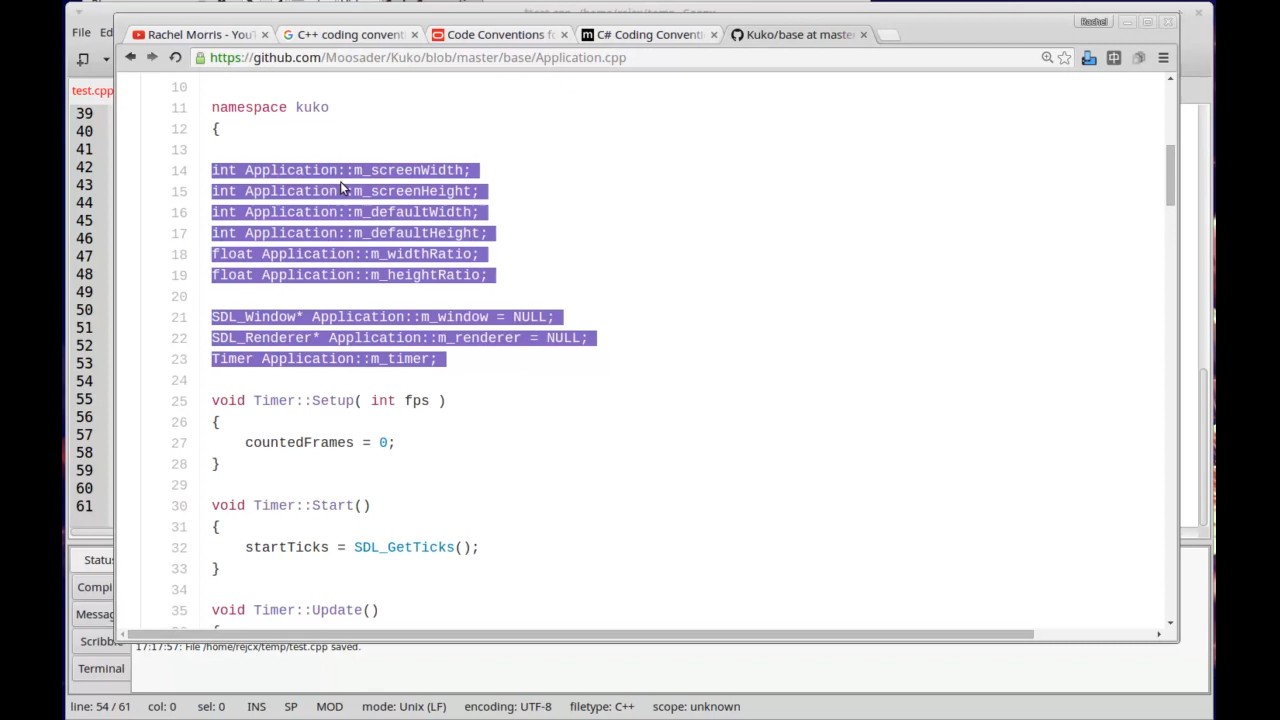 Rachel
File Ed
Rachel Morris - You
C++ coding convent
Code Conventions fo
C# Coding Conventi
Kuko/base at master
https://github.com/Moosader/Kuko/blob/master/base/Application.cpp
test.cpp
39
40
41
42
43
44
45
46
47
48
49
50
51
52
53
54
55
56
57
58
59
60
61
10
11 namespace kuko
12 {
13
14 int Application::m_screenWidth;
15 int Application::m_screenHeight;
16 int Application::m_defaultWidth;
17 int Application::m_defaultHeight;
18 float Application::m_widthRatio;
19 float Application::m_heightRatio;
20
21 SDL_Window* Application::m_window = NULL;
22 SDL_Renderer* Application::m_renderer = NULL;
23 Timer Application::m_timer;
24
25 void Timer::Setup( int fps )
26 {
27 countedFrames = 0;
28 }
29
30 void Timer::Start()
31 {
32 startTicks = SDL_GetTicks();
33 }
34
35 void Timer::Update()
Status
Compi
Messag
Scribbl
Terminal
17:17:57: File /home/rejcx/temp/test.cpp saved.
line: 54 / 61 col: 0 sel: 0 INS SP MOD mode: Unix (LF) encoding: UTF-8 filetype: C++ scope: unknown